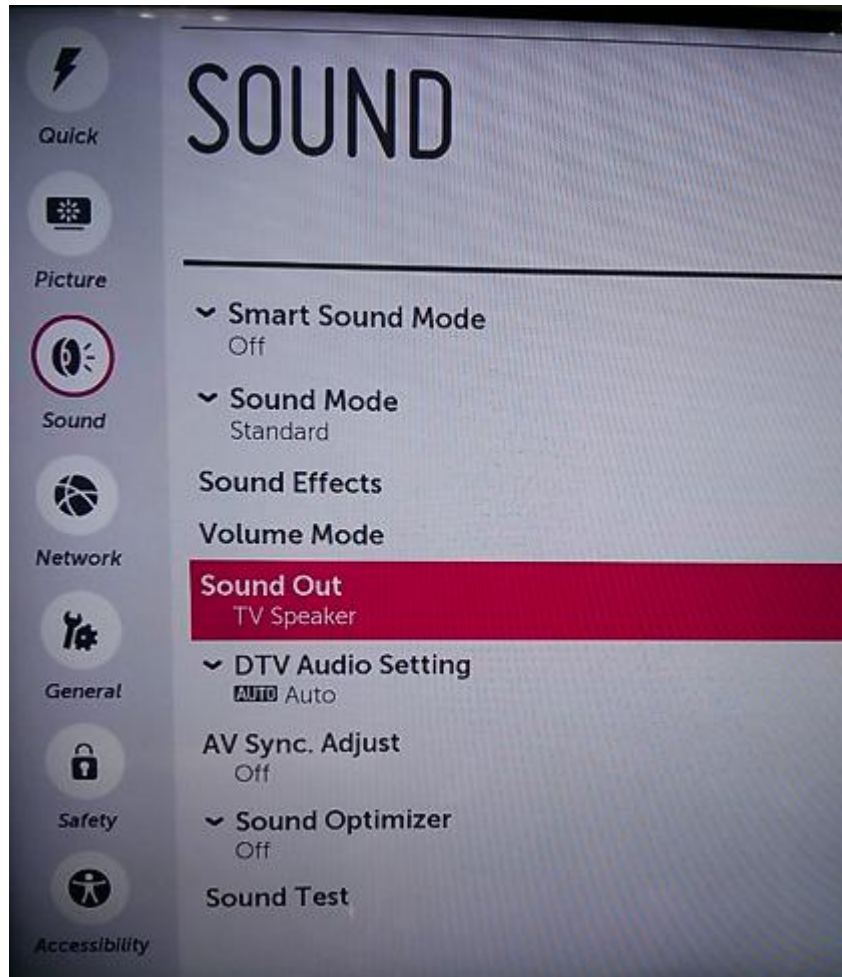 Quick
Picture
Sound
Network
General
Safety
Accessibility
SOUND
Smart Sound Mode
Off
Sound Mode
Standard
Sound Effects
Volume Mode
Sound Out
TV Speaker
DTV Audio Setting
AUTO Auto
AV Sync. Adjust
Off
Sound Optimizer
Off
Sound Test